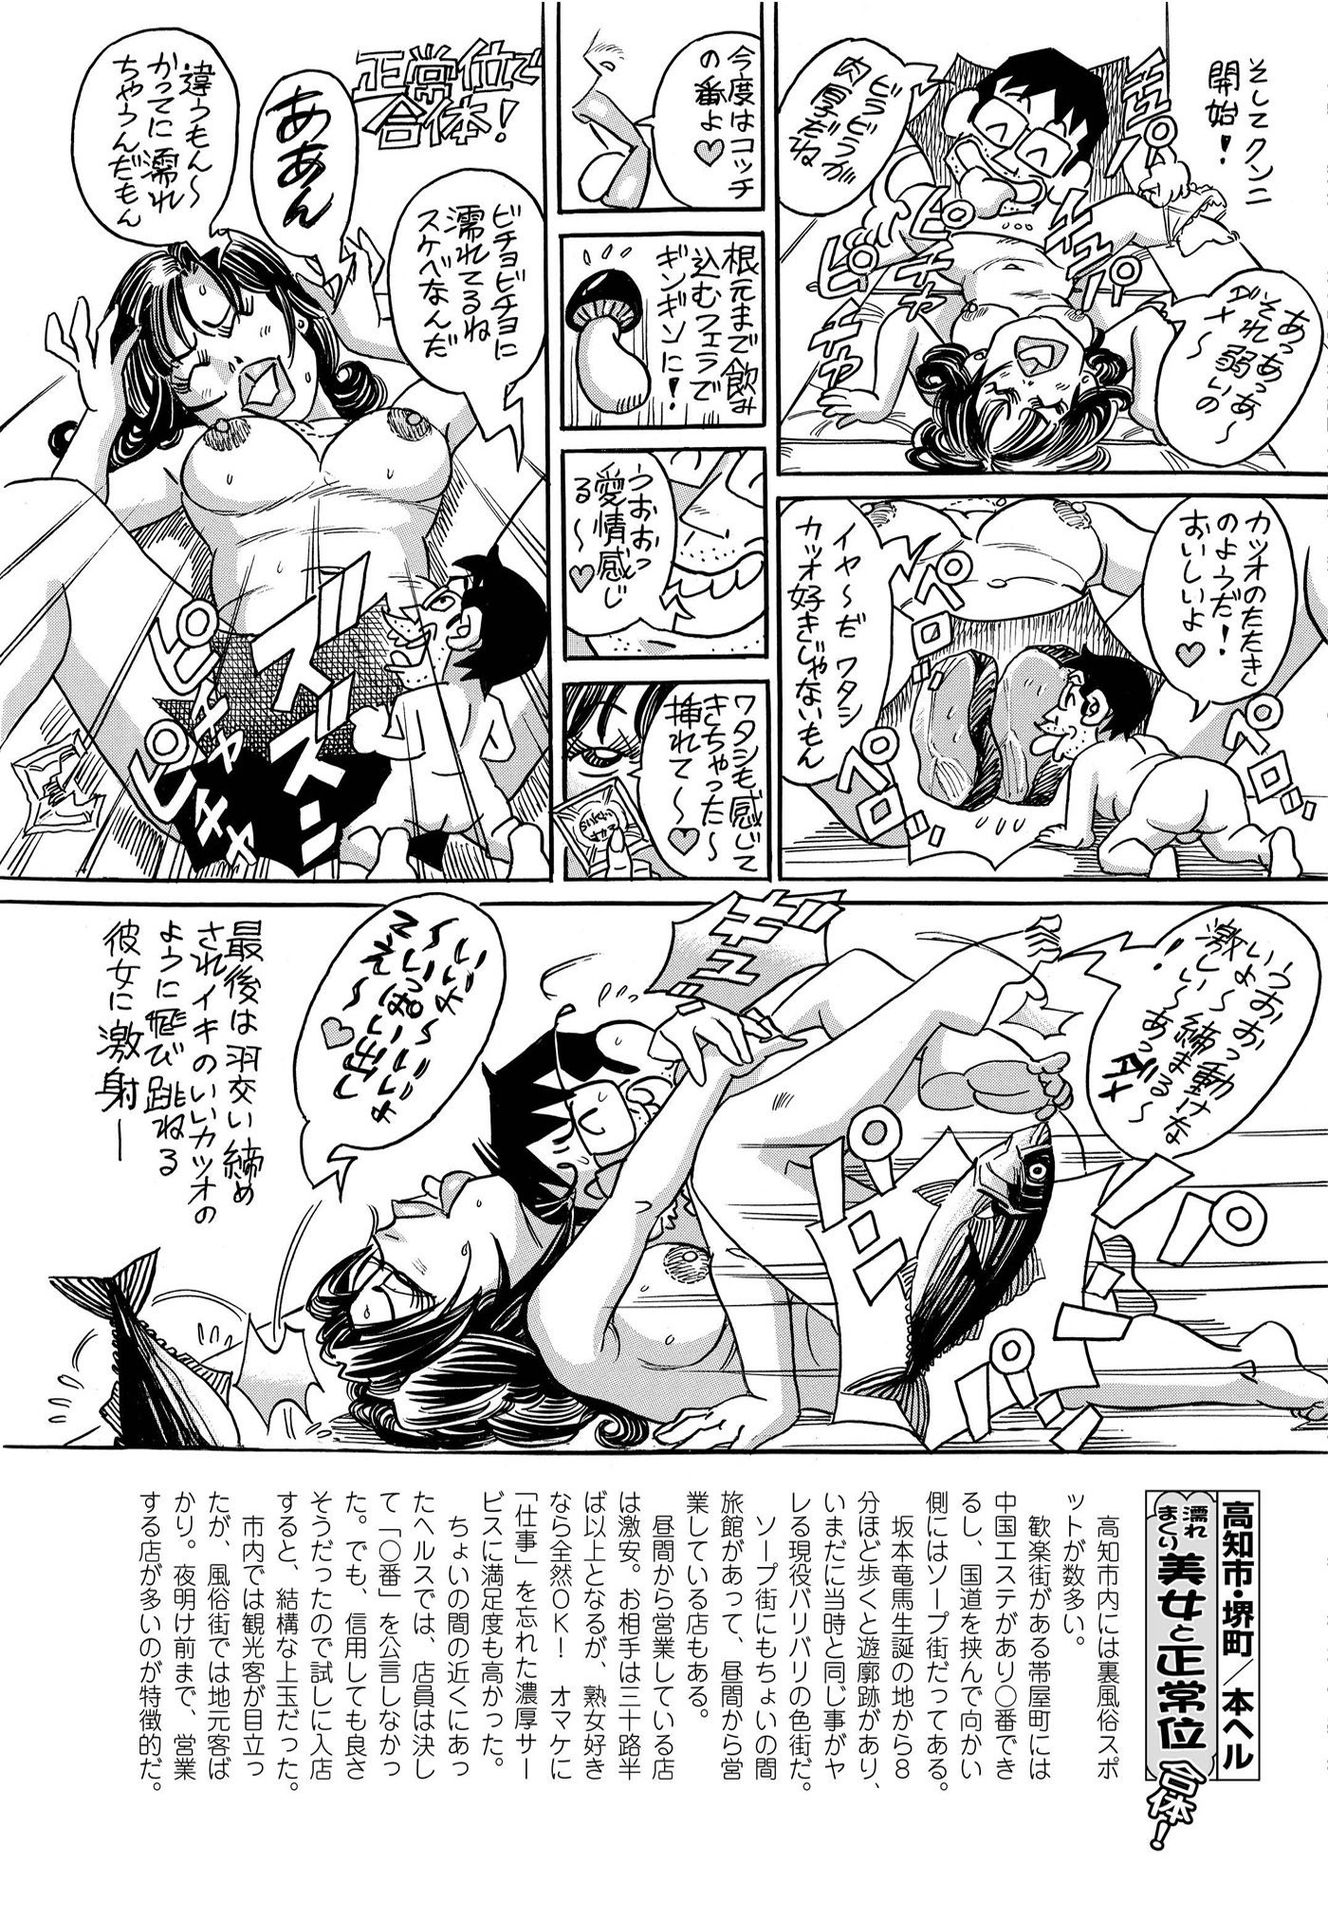 そしてクンニ
開始!
ビラビラが
肉厚だね
ピチュ
ピチャ
あっあっあ〜
それ弱いの
ダメ〜
カツオのたたき
のようだ!
おいしいよ♡
イヤ〜だ ワタシ
カツオ好きじゃないもん
ペロペロ
ペロペロッ
今度はコッチ
の番よ♡
根元まで飲み
込むフェラで
ギンギンに!
うおおっ
愛情感じ
る〜♡
ワタシも感じて
きちゃった〜
挿れて〜♡
正常位で
合体!
ビチョビチョに
濡れてるね
スケベなんだ
ああん
違うもん〜
かってに濡れ
ちゃうんだもん
ピチャ
ピチャ
ズズン
うおおっ動けな
いよ〜締まる〜
激しい〜あっダメ
!
ギュッ
いいよ〜
最後は羽交い締め
されイキのいいカツオの
ように飛び跳ねる
彼女に激射—
高知市・堺町/本ヘル
濡れまくり美女と正常位合体!
高知市内には裏風俗スポ
ットが数多い。
歓楽街がある帯屋町には
中国エステがあり○番でき
るし、国道を挟んで向かい
側にはソープ街だってある。
坂本竜馬生誕の地から8
分ほど歩くと遊廓跡があり、
いまだに当時と同じ事がヤ
レる現役バリバリの色街だ。
ソープ街にもちょいの間
旅館があって、昼間から営
業している店もある。
昼間から営業している店
は激安。お相手は三十路半
ば以上となるが、熟女好き
なら全然OK! オマケに
「仕事」を忘れた濃厚サー
ビスに満足度も高かった。
ちょいの間の近くにあっ
たヘルスでは、店員は決し
て「○番」を公言しなかっ
た。でも、信用しても良さ
そうだったので試しに入店
すると、結構な上玉だった。
市内では観光客が目立っ
たが、風俗街では地元客ば
かり。夜明け前まで、営業
する店が多いのが特徴的だ。